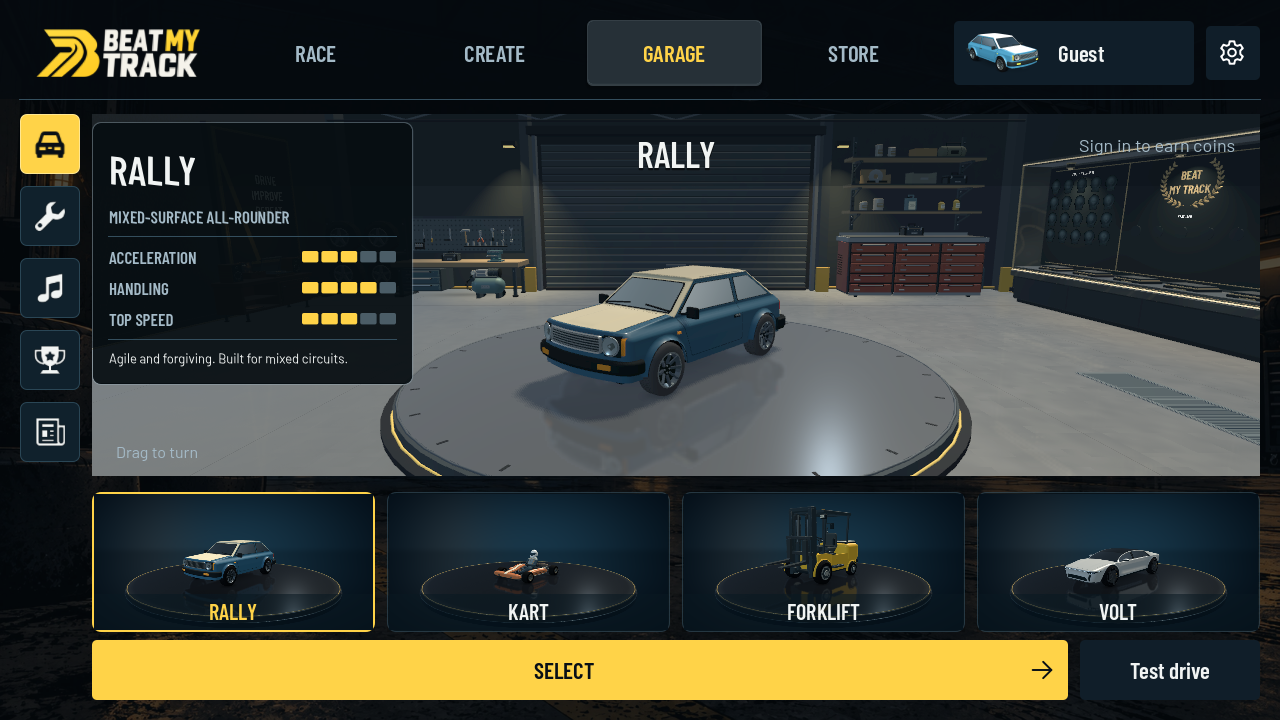 BEAT MY TRACK
RACE
CREATE
GARAGE
STORE
Guest
RALLY
MIXED-SURFACE ALL-ROUNDER
ACCELERATION
HANDLING
TOP SPEED
Agile and forgiving. Built for mixed circuits.
RALLY
Sign in to earn coins
BEAT
MY TRACK
DRIVE
IMPROVE
Drag to turn
RALLY
KART
FORKLIFT
VOLT
SELECT
Test drive